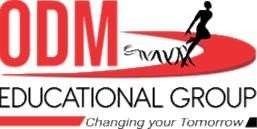 ODM
EDUCATIONAL GROUP
Changing your Tomorrow